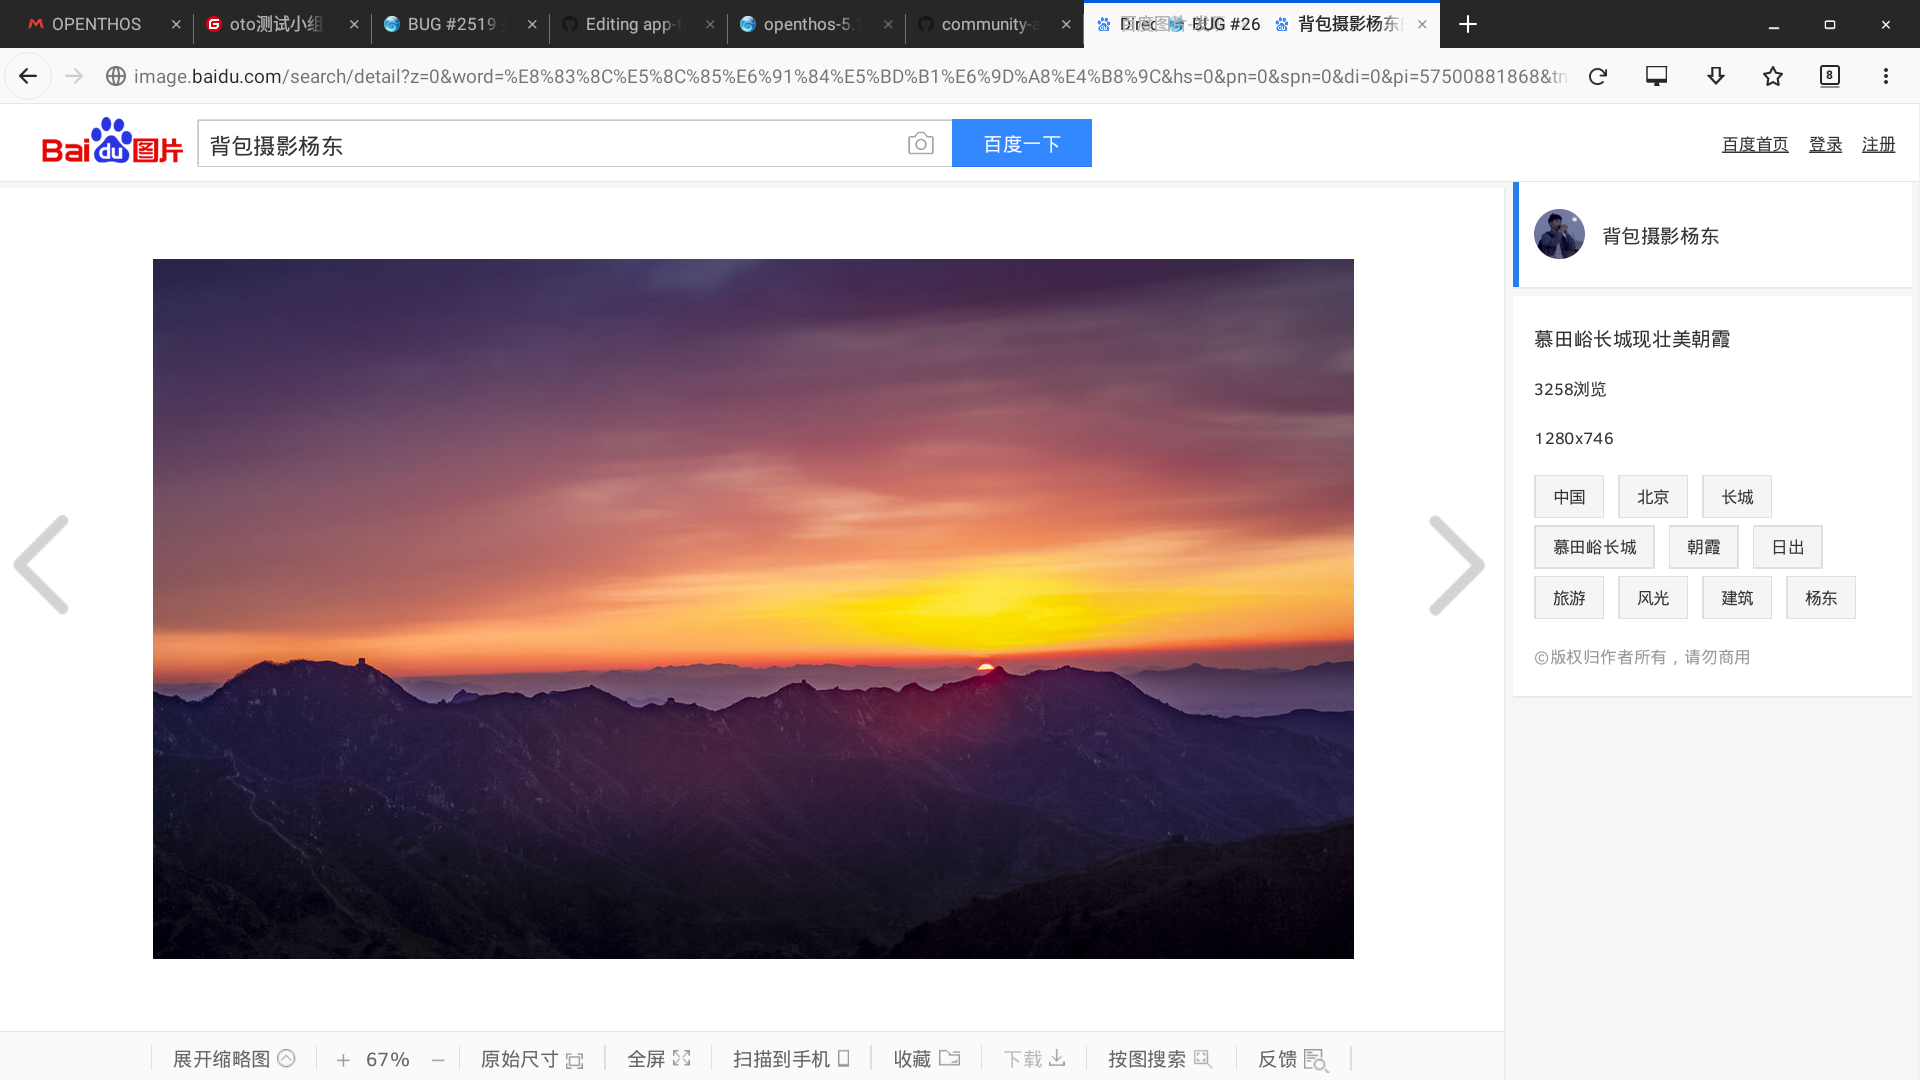 OPENTHOS
oto测试小组
BUG #2519
Editing app-
openthos-5.1
community-a
BUG #26
背包摄影杨东
image.baidu.com/search/detail?z=0&word=%E8%83%8C%E5%8C%85%E6%91%84%E5%BD%B1%E6%9D%A8%E4%B8%9C&hs=0&pn=0&spn=0&di=0&pi=57500881868&tn
8
Bai du 图片
背包摄影杨东
百度一下
百度首页
登录
注册
背包摄影杨东
慕田峪长城现壮美朝霞
3258浏览
1280x746
中国 北京 长城
慕田峪长城 朝霞 日出
旅游 风光 建筑 杨东
©版权归作者所有，请勿商用
展开缩略图 + 67% − 原始尺寸 全屏 扫描到手机 收藏 下载 按图搜索 反馈